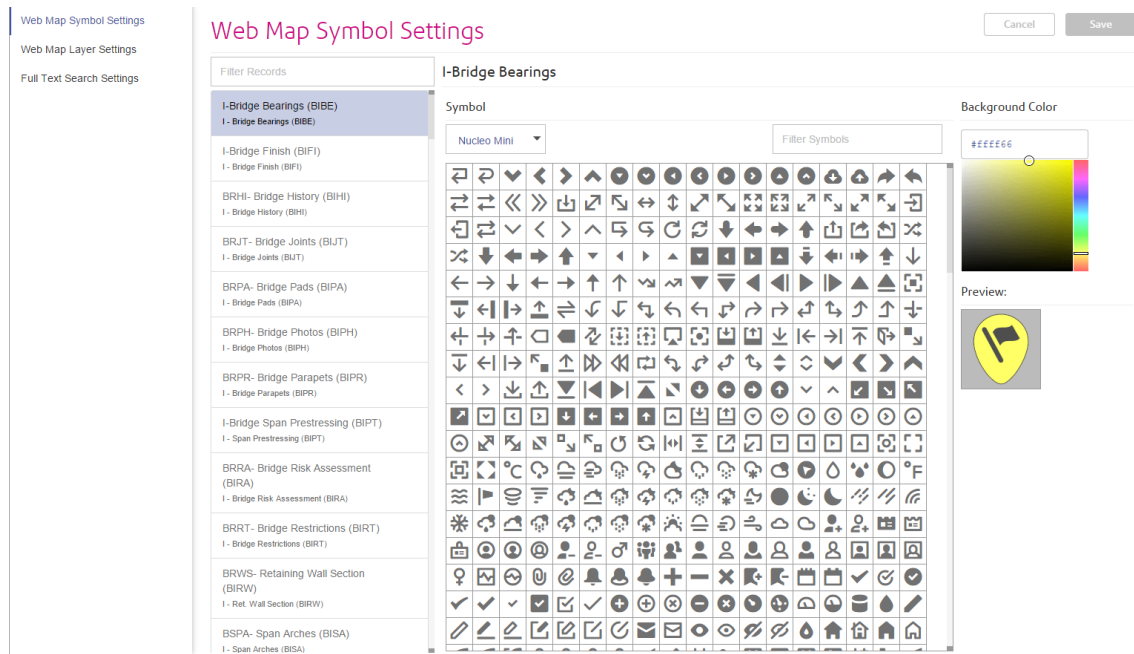 Web Map Symbol Settings
Web Map Layer Settings
Full Text Search Settings
Web Map Symbol Settings
Cancel
Save
Filter Records
I-Bridge Bearings (BIBE)
I - Bridge Bearings (BIBE)
I-Bridge Finish (BIFI)
I - Bridge Finish (BIFI)
BRHI- Bridge History (BIHI)
I - Bridge History (BIHI)
BRJT- Bridge Joints (BIJT)
I - Bridge Joints (BIJT)
BRPA- Bridge Pads (BIPA)
I - Bridge Pads (BIPA)
BRPH- Bridge Photos (BIPH)
I - Bridge Photos (BIPH)
BRPR- Bridge Parapets (BIPR)
I - Bridge Parapets (BIPR)
I-Bridge Span Prestressing (BIPT)
I - Span Prestressing (BIPT)
BRRA- Bridge Risk Assessment
(BIRA)
I - Bridge Risk Assessment (BIRA)
BRRT- Bridge Restrictions (BIRT)
I - Bridge Restrictions (BIRT)
BRWS- Retaining Wall Section
(BIRW)
I - Ret. Wall Section (BIRW)
BSPA- Span Arches (BISA)
I - Span Arches (BISA)
I-Bridge Bearings
Symbol
Nucleo Mini
Filter Symbols
°C
°F
Background Color
#ffff66
Preview: